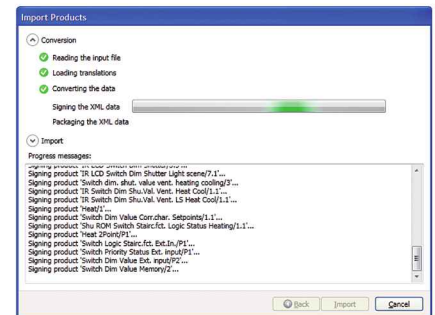 Import Products
Conversion
Reading the input file
Loading translations
Converting the data
Signing the XML data
Packaging the XML data
Import
Progress messages:
Signing product 'IR LCD Switch Dim Shutter Light scene/7.1'...
Signing product 'Switch dim. shut. value vent. heating cooling/3'...
Signing product 'IR Switch Dim Shu.Val. Vent. Heat Cool/1.1'...
Signing product 'IR Switch Dim Shu.Val. Vent. LS Heat Cool/1.1'...
Signing product 'Heat/1'...
Signing product 'Switch Dim Value Corr.char. Setpoints/1.1'...
Signing product 'Shu ROM Switch Stairc.fct. Logic Status Heating/1.1'...
Signing product 'Heat 2Point/P1'...
Signing product 'Switch Logic Stairc.fct. Ext.In./P1'...
Signing product 'Switch Priority Status Ext. input/P1'...
Signing product 'Switch Dim Value Ext. input/P2'...
Signing product 'Switch Dim Value Memory/2'...
Back
Import
Cancel